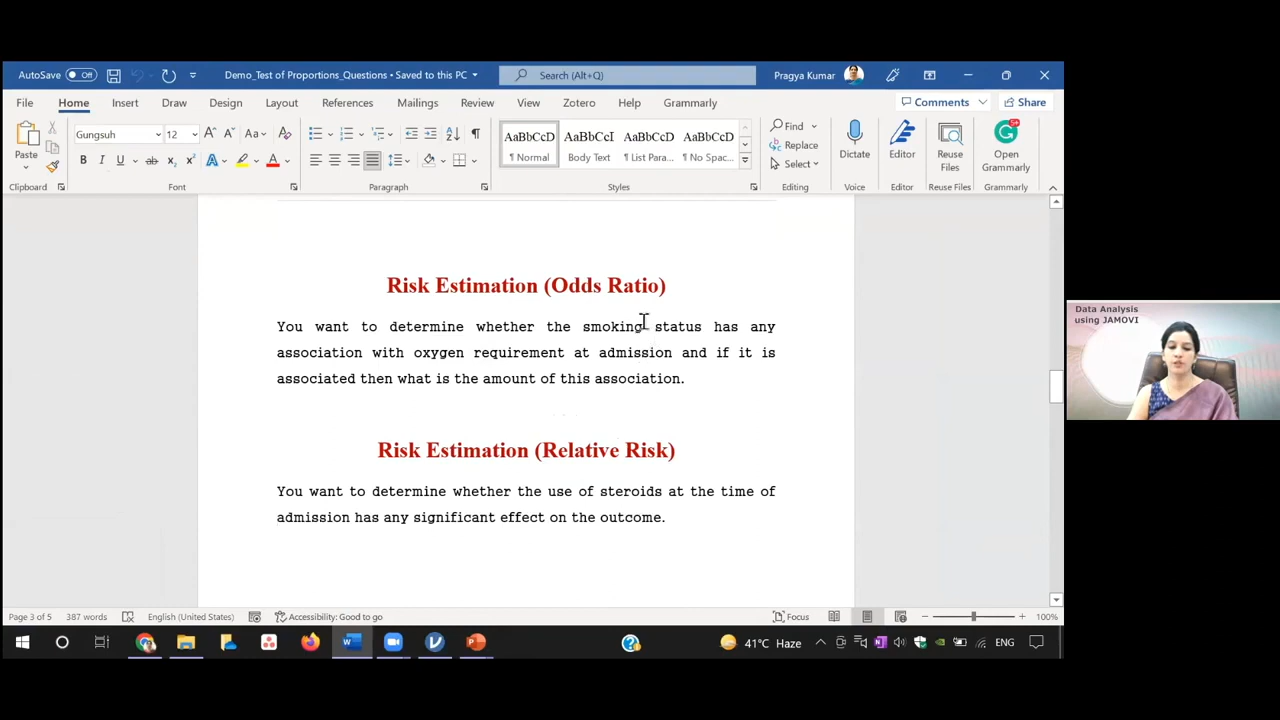 AutoSave Off Demo_Test of Proportions_Questions • Saved to this PC Search (Alt+Q) Pragya Kumar
File Home Insert Draw Design Layout References Mailings Review View Zotero Help Grammarly Comments Share
Paste Gungsuh 12 A A Aa
B I U ab x₂ x² A A
AaBbCcD AaBbCcI AaBbCcD AaBbCcD
¶ Normal Body Text ¶ List Para... ¶ No Spac...
Find
Replace
Select
Dictate
Editor
Reuse
Files
Open
Grammarly
Clipboard Font Paragraph Styles Editing Voice Editor Reuse Files Grammarly
Risk Estimation (Odds Ratio)
You want to determine whether the smoking status has any
association with oxygen requirement at admission and if it is
associated then what is the amount of this association.
Risk Estimation (Relative Risk)
You want to determine whether the use of steroids at the time of
admission has any significant effect on the outcome.
Data Analysis
using JAMOVI
Page 3 of 5 387 words English (United States) Accessibility: Good to go Focus 100%
41°C Haze ENG